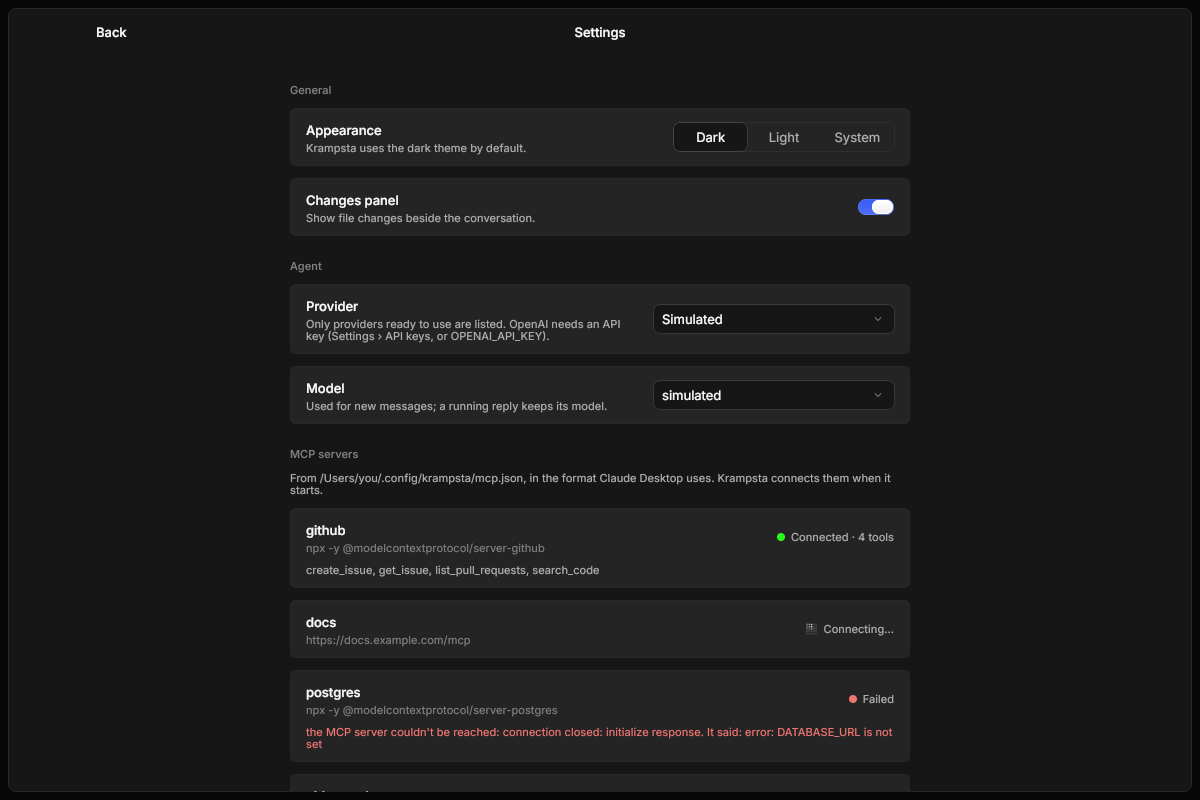 Back
Settings
General
Appearance
Krampsta uses the dark theme by default.
Dark
Light
System
Changes panel
Show file changes beside the conversation.
Agent
Provider
Only providers ready to use are listed. OpenAI needs an API
key (Settings › API keys, or OPENAI_API_KEY).
Simulated
Model
Used for new messages; a running reply keeps its model.
simulated
MCP servers
From /Users/you/.config/krampsta/mcp.json, in the format Claude Desktop uses. Krampsta connects them when it
starts.
github
npx -y @modelcontextprotocol/server-github
Connected · 4 tools
create_issue, get_issue, list_pull_requests, search_code
docs
https://docs.example.com/mcp
Connecting...
postgres
npx -y @modelcontextprotocol/server-postgres
Failed
the MCP server couldn't be reached: connection closed: initialize response. It said: error: DATABASE_URL is not
set